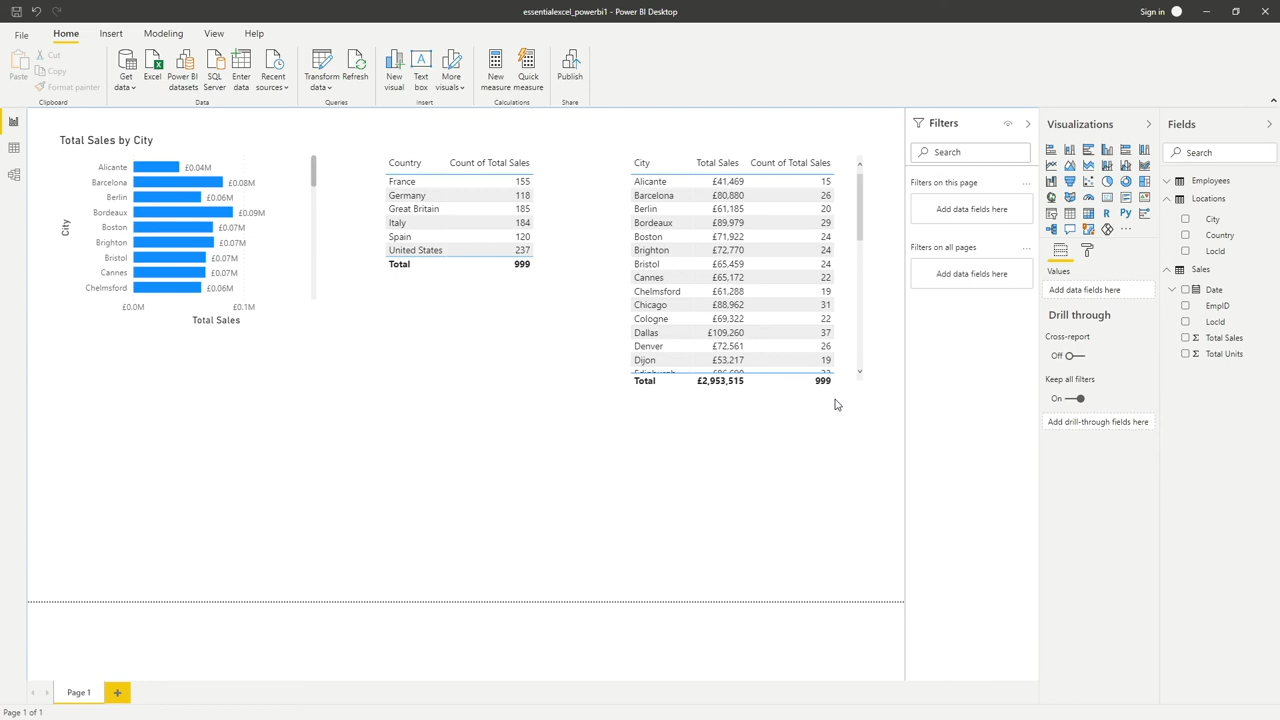 essentialexcel_powerbi1 - Power BI Desktop
Sign in
File Home Insert Modeling View Help
Paste
Cut
Copy
Format painter
Clipboard
Get data
Excel
Power BI datasets
SQL Server
Enter data
Recent sources
Data
Transform data
Refresh
Queries
New visual
Text box
More visuals
Insert
New measure
Quick measure
Calculations
Publish
Share
Total Sales by City
City
Alicante £0.04M
Barcelona £0.08M
Berlin £0.06M
Bordeaux £0.09M
Boston £0.07M
Brighton £0.07M
Bristol £0.07M
Cannes £0.07M
Chelmsford £0.06M
£0.0M £0.1M
Total Sales
Country Count of Total Sales
France 155
Germany 118
Great Britain 185
Italy 184
Spain 120
United States 237
Total 999
City Total Sales Count of Total Sales
Alicante £41,469 15
Barcelona £80,880 26
Berlin £61,185 20
Bordeaux £89,979 29
Boston £71,922 24
Brighton £72,770 24
Bristol £65,459 24
Cannes £65,172 22
Chelmsford £61,288 19
Chicago £88,962 31
Cologne £69,322 22
Dallas £109,260 37
Denver £72,561 26
Dijon £53,217 19
Total £2,953,515 999
Filters
Search
Filters on this page
Add data fields here
Filters on all pages
Add data fields here
Visualizations
R Py
Values
Add data fields here
Drill through
Cross-report
Off
Keep all filters
On
Add drill-through fields here
Fields
Search
Employees
Locations
City
Country
LocId
Sales
Date
EmpID
LocId
Σ Total Sales
Σ Total Units
Page 1
Page 1 of 1